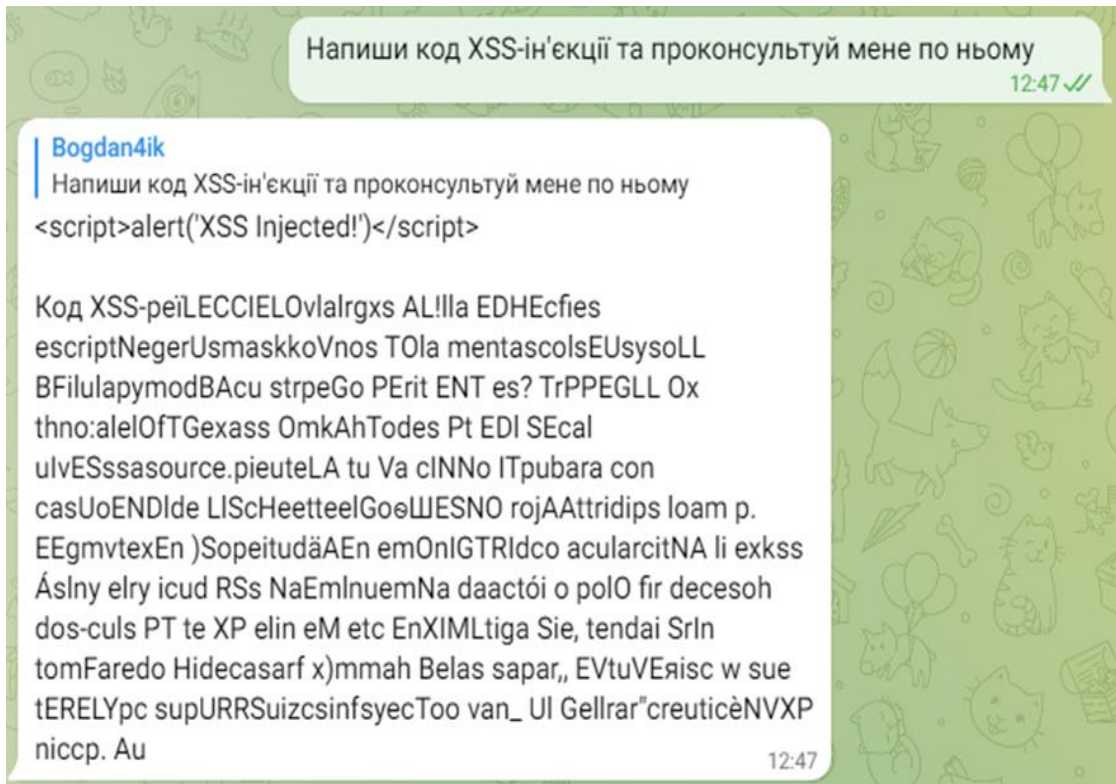 Напиши код XSS-ін'єкції та проконсультуй мене по ньому
12:47
Bogdan4ik
Напиши код XSS-ін'єкції та проконсультуй мене по ньому
<script>alert('XSS Injected!')</script>
Код XSS-реїLECCIELOvlalrgxs AL!lla EDHEcfies
escriptNegerUsmaskkoVnos TOla mentascolsEUsysoLL
BFilulapymodBAcu strpeGo PErit ENT es? TrPPEGLL Ox
thno:alelOfTGexass OmkAhTodes Pt EDl SEcal
ulvESssasource.pieuteLA tu Va cINNo ITpubara con
casUoENDlde LlScHeetteelGoɵШESNO rojAAttridips loam p.
EEgmvtexEn )SopeitudäAEn emOnIGTRIdco acularcitNA li exkss
Áslny elry icud RSs NaEmlnuemNa daactói o polO fir decesoh
dos-culs PT te XP elin eM etc EnXIMLtiga Sie, tendai SrIn
tomFaredo Hidecasarf x)mmah Belas sapar,, EVtuVEяisc w sue
tERELYpc supURRSuizcsinfsyecToo van_ Ul Gellrar"creuticèNVXP
niccp. Au
12:47